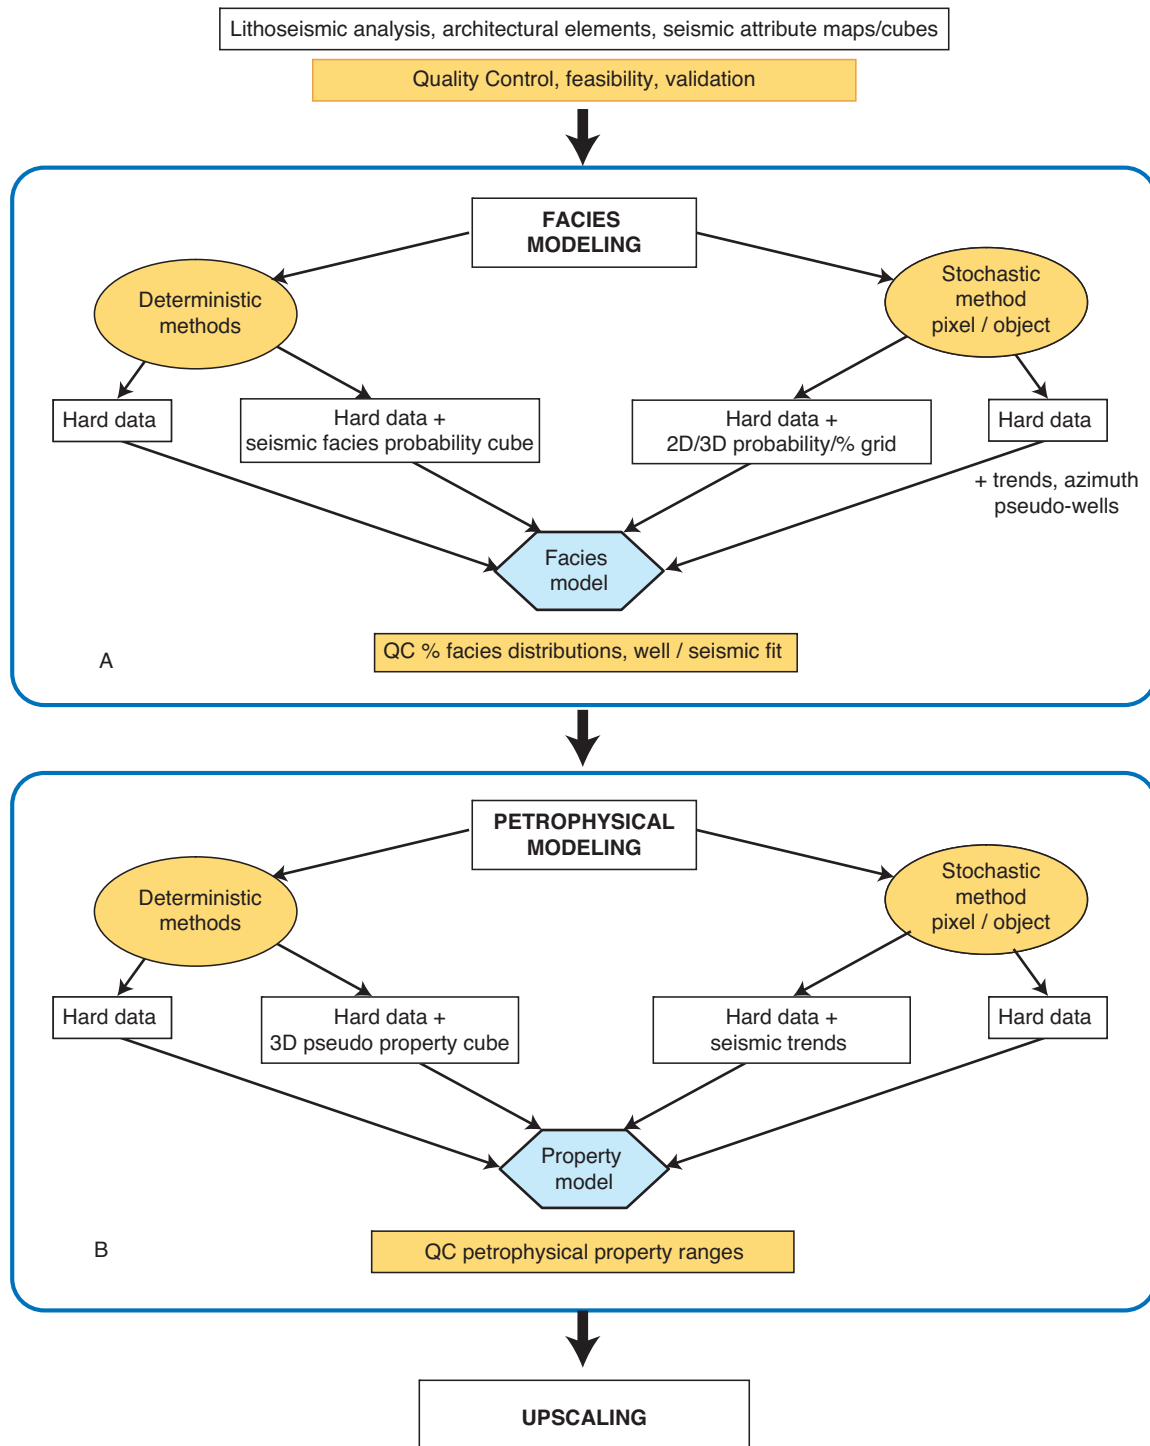 Lithoseismic analysis, architectural elements, seismic attribute maps/cubes
Quality Control, feasibility, validation
FACIES
MODELING
Deterministic
methods
Stochastic
method
pixel / object
Hard data
Hard data +
seismic facies probability cube
Hard data +
2D/3D probability/% grid
Hard data
+ trends, azimuth
pseudo-wells
Facies
model
QC % facies distributions, well / seismic fit
A
PETROPHYSICAL
MODELING
Deterministic
methods
Stochastic
method
pixel / object
Hard data
Hard data +
3D pseudo property cube
Hard data +
seismic trends
Hard data
Property
model
QC petrophysical property ranges
B
UPSCALING